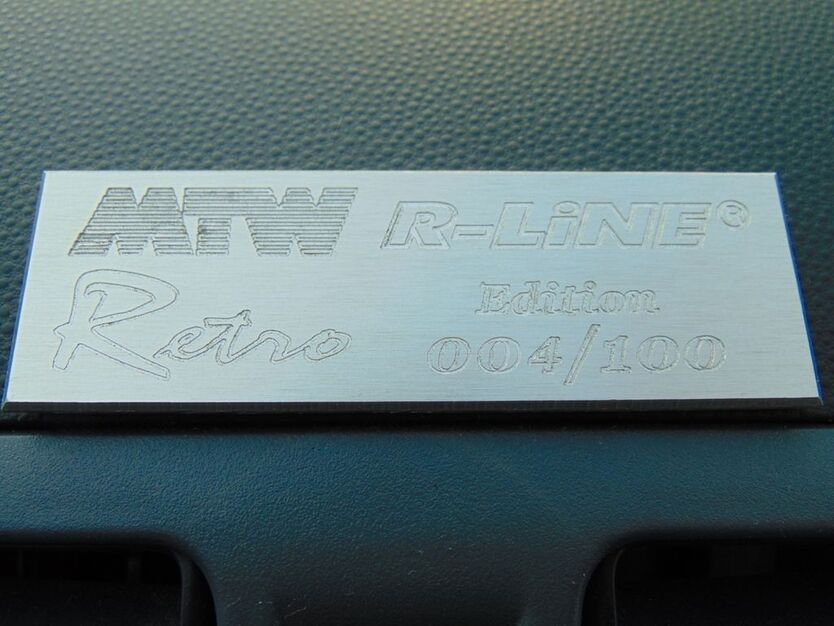 MTW R-LiNE®
Retro Edition
004/100